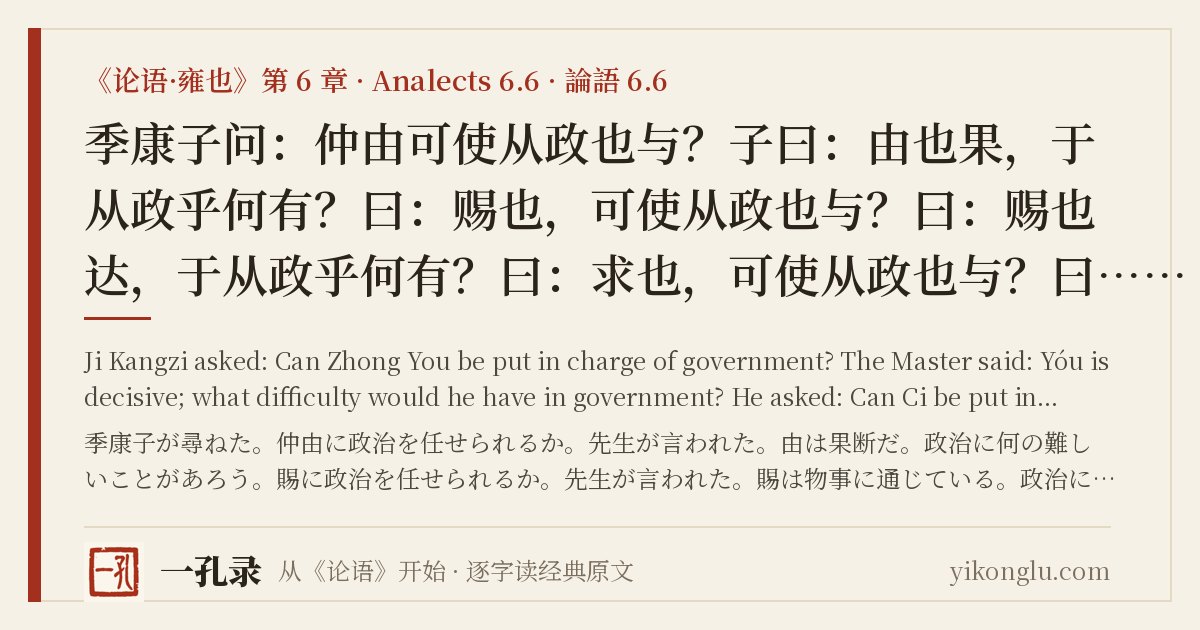 《论语·雍也》第 6 章 · Analects 6.6 · 論語 6.6
季康子问：仲由可使从政也与？子曰：由也果，于
从政乎何有？曰：赐也，可使从政也与？曰：赐也
达，于从政乎何有？曰：求也，可使从政也与？曰……
Ji Kangzi asked: Can Zhong You be put in charge of government? The Master said: Yóu is
decisive; what difficulty would he have in government? He asked: Can Ci be put in…
季康子が尋ねた。仲由に政治を任せられるか。先生が言われた。由は果断だ。政治に何の難し
いことがあろう。賜に政治を任せられるか。先生が言われた。賜は物事に通じている。政治に…
一孔
一孔录 从《论语》开始 · 逐字读经典原文 yikonglu.com